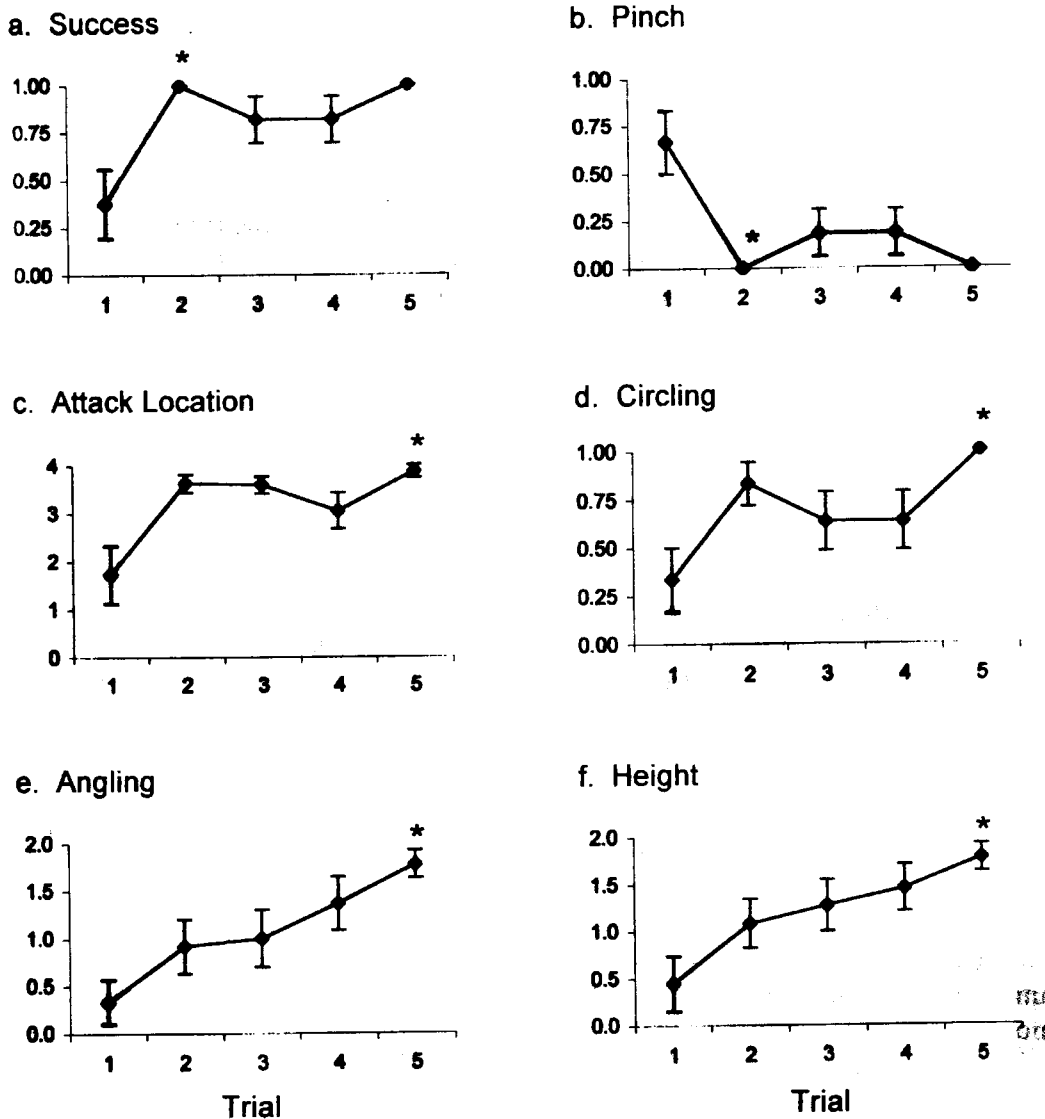 a. Success
*
1.00
0.75
0.50
0.25
0.00
1 2 3 4 5
b. Pinch
1.00
0.75
0.50
0.25
0.00
*
1 2 3 4 5
c. Attack Location
*
4
3
2
1
0
1 2 3 4 5
d. Circling
*
1.00
0.75
0.50
0.25
0.00
1 2 3 4 5
e. Angling
*
2.0
1.5
1.0
0.5
0.0
1 2 3 4 5
Trial
f. Height
*
2.0
1.5
1.0
0.5
0.0
1 2 3 4 5
Trial